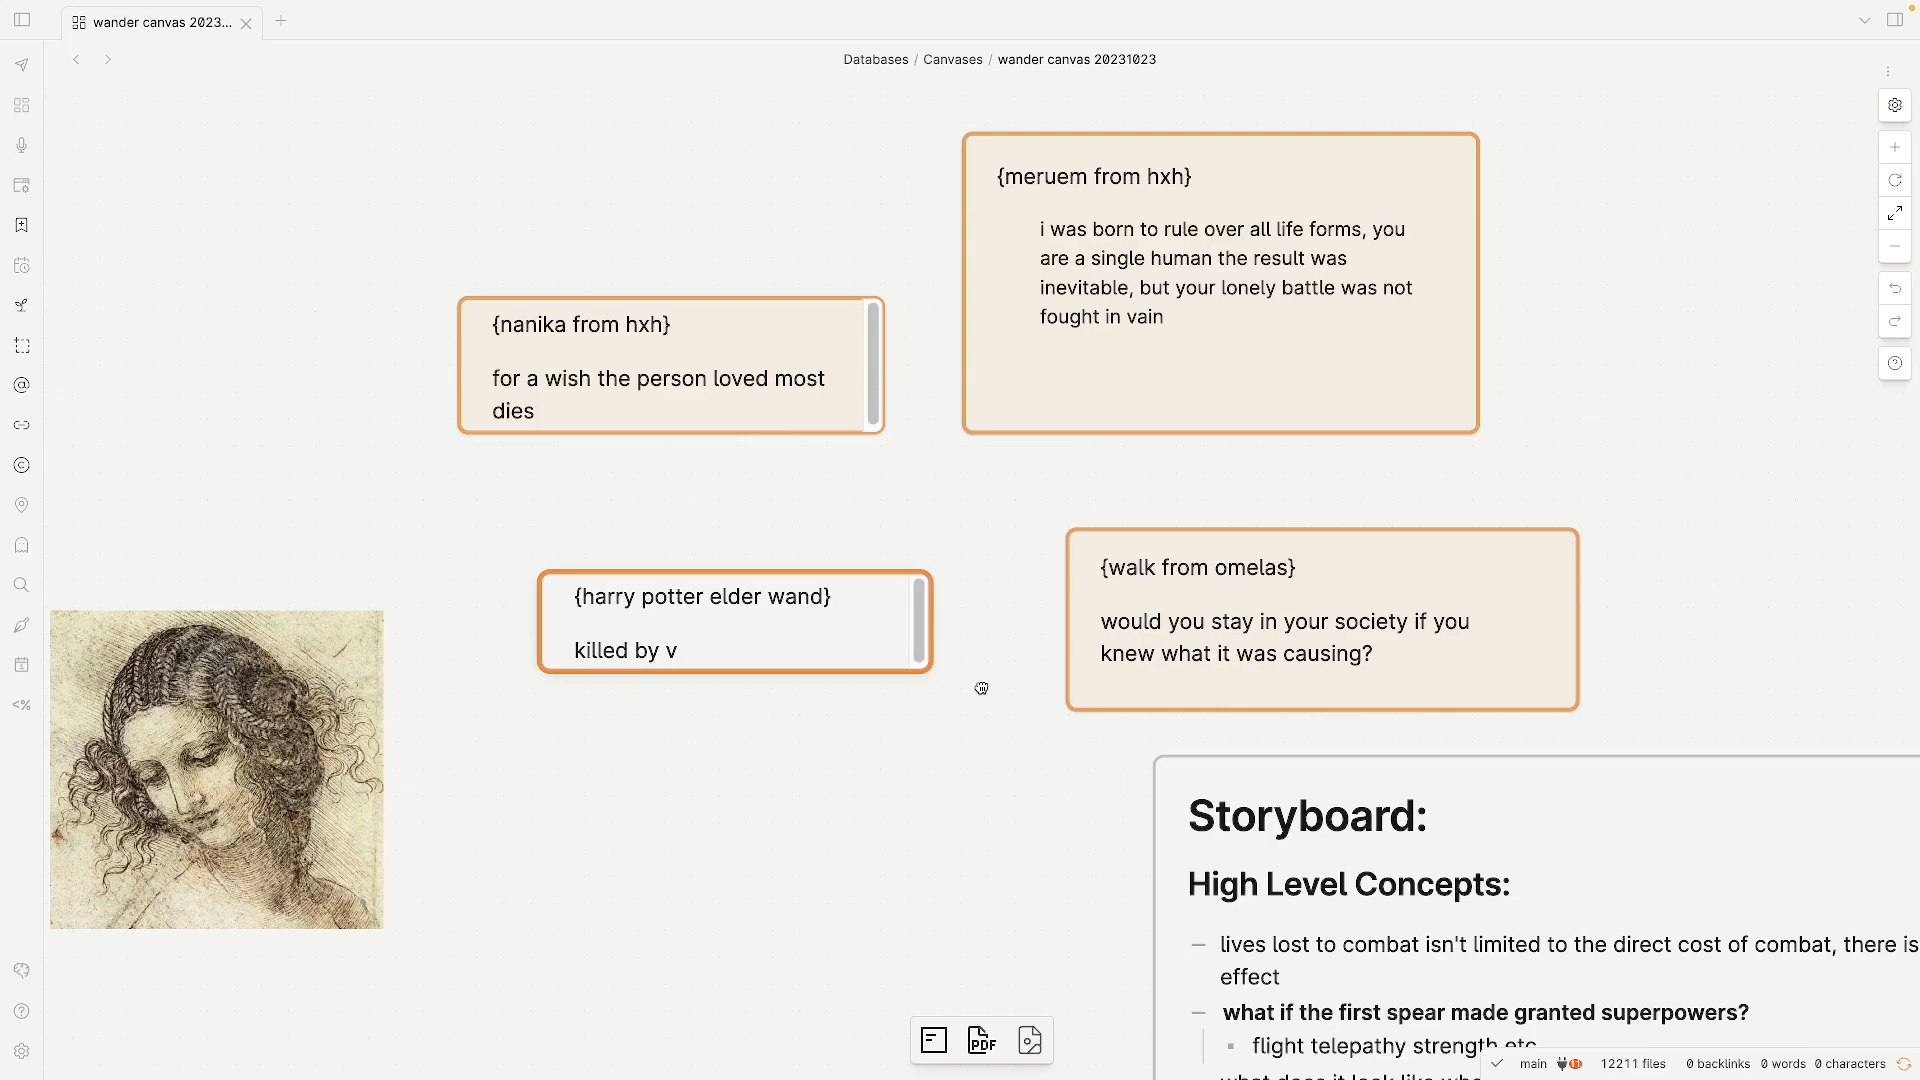 wander canvas 2023...
Databases / Canvases / wander canvas 20231023
{meruem from hxh}
i was born to rule over all life forms, you
are a single human the result was
inevitable, but your lonely battle was not
fought in vain
{nanika from hxh}
for a wish the person loved most
dies
{harry potter elder wand}
killed by v
{walk from omelas}
would you stay in your society if you
knew what it was causing?
Storyboard:
High Level Concepts:
– lives lost to combat isn't limited to the direct cost of combat, there is
effect
– what if the first spear made granted superpowers?
flight telepathy strength etc
PDF
<%
main
12211 files
0 backlinks 0 words 0 characters